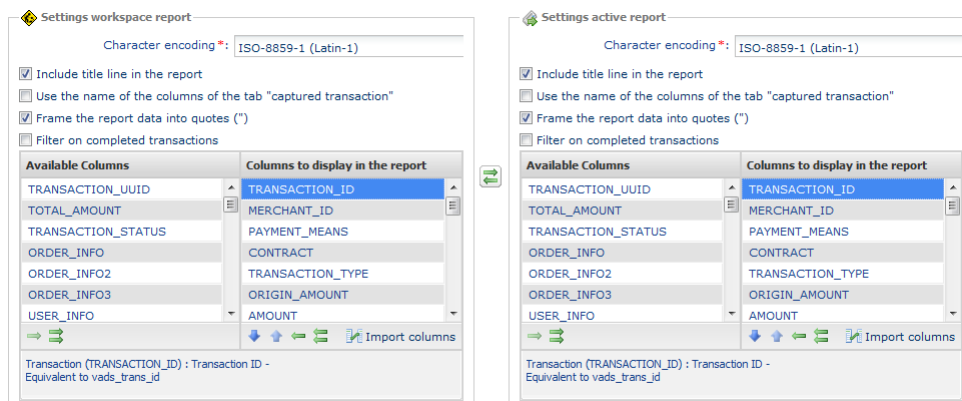 Settings workspace report
Character encoding*: ISO-8859-1 (Latin-1)
Include title line in the report
Use the name of the columns of the tab "captured transaction"
Frame the report data into quotes (")
Filter on completed transactions
Available Columns
TRANSACTION_UUID
TOTAL_AMOUNT
TRANSACTION_STATUS
ORDER_INFO
ORDER_INFO2
ORDER_INFO3
USER_INFO
Columns to display in the report
TRANSACTION_ID
MERCHANT_ID
PAYMENT_MEANS
CONTRACT
TRANSACTION_TYPE
ORIGIN_AMOUNT
AMOUNT
Import columns
Transaction (TRANSACTION_ID) : Transaction ID -
Equivalent to vads_trans_id
Settings active report
Character encoding*: ISO-8859-1 (Latin-1)
Include title line in the report
Use the name of the columns of the tab "captured transaction"
Frame the report data into quotes (")
Filter on completed transactions
Available Columns
TRANSACTION_UUID
TOTAL_AMOUNT
TRANSACTION_STATUS
ORDER_INFO
ORDER_INFO2
ORDER_INFO3
USER_INFO
Columns to display in the report
TRANSACTION_ID
MERCHANT_ID
PAYMENT_MEANS
CONTRACT
TRANSACTION_TYPE
ORIGIN_AMOUNT
AMOUNT
Import columns
Transaction (TRANSACTION_ID) : Transaction ID -
Equivalent to vads_trans_id